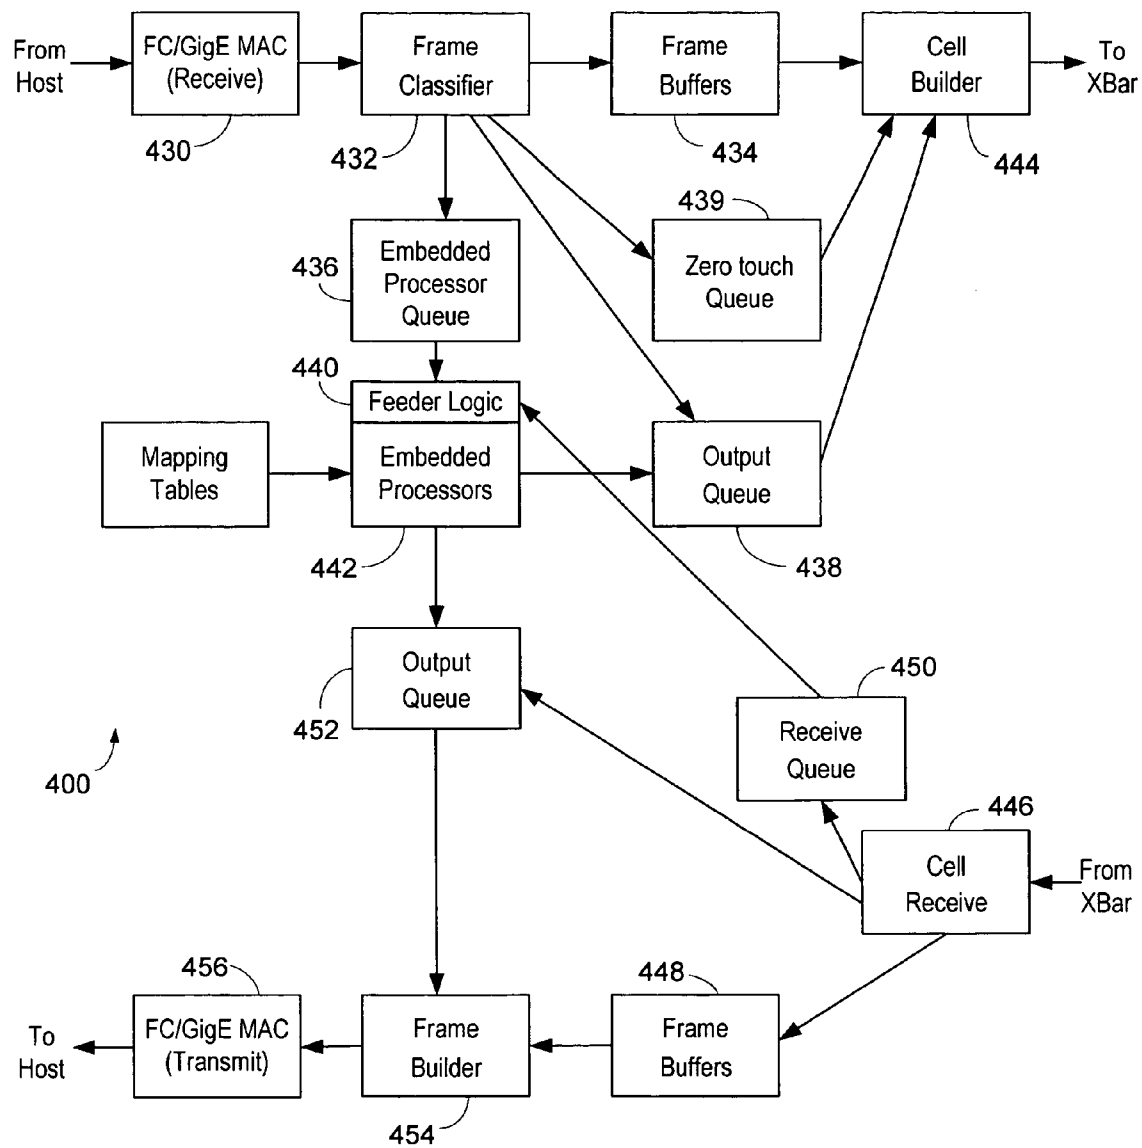 From
Host
FC/GigE MAC
(Receive)
430
Frame
Classifier
432
Frame
Buffers
434
Cell
Builder
444
To
XBar
439
Zero touch
Queue
436
Embedded
Processor
Queue
440
Feeder Logic
Mapping
Tables
Embedded
Processors
442
Output
Queue
438
Output
Queue
452
450
Receive
Queue
400
446
Cell
Receive
From
XBar
456
FC/GigE MAC
(Transmit)
To
Host
Frame
Builder
454
448
Frame
Buffers